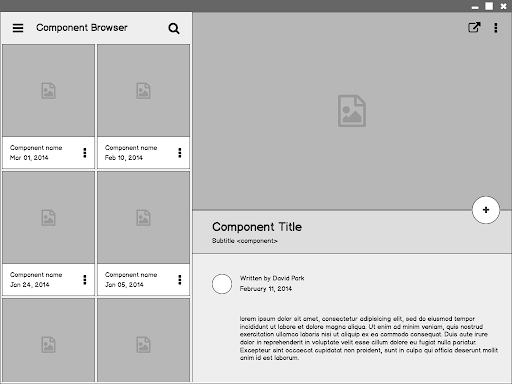 Component Browser
Component name
Mar 01, 2014
Component name
Feb 10, 2014
Component name
Jan 24, 2014
Component name
Jan 05, 2014
Component Title
Subtitle <component>
Written by David Park
February 11, 2014
lorem ipsum dolor sit amet, consectetur adipisicing elit, sed do eiusmod tempor
incididunt ut labore et dolore magna aliqua. Ut enim ad minim veniam, quis nostrud
exercitation ullamco laboris nisi ut aliquip ex ea commodo consequat. Duis aute irure
dolor in reprehenderit in voluptate velit esse cillum dolore eu fugiat nulla pariatur.
Excepteur sint occaecat cupidatat non proident, sunt in culpa qui officia deserunt mollit
anim id est laborum.